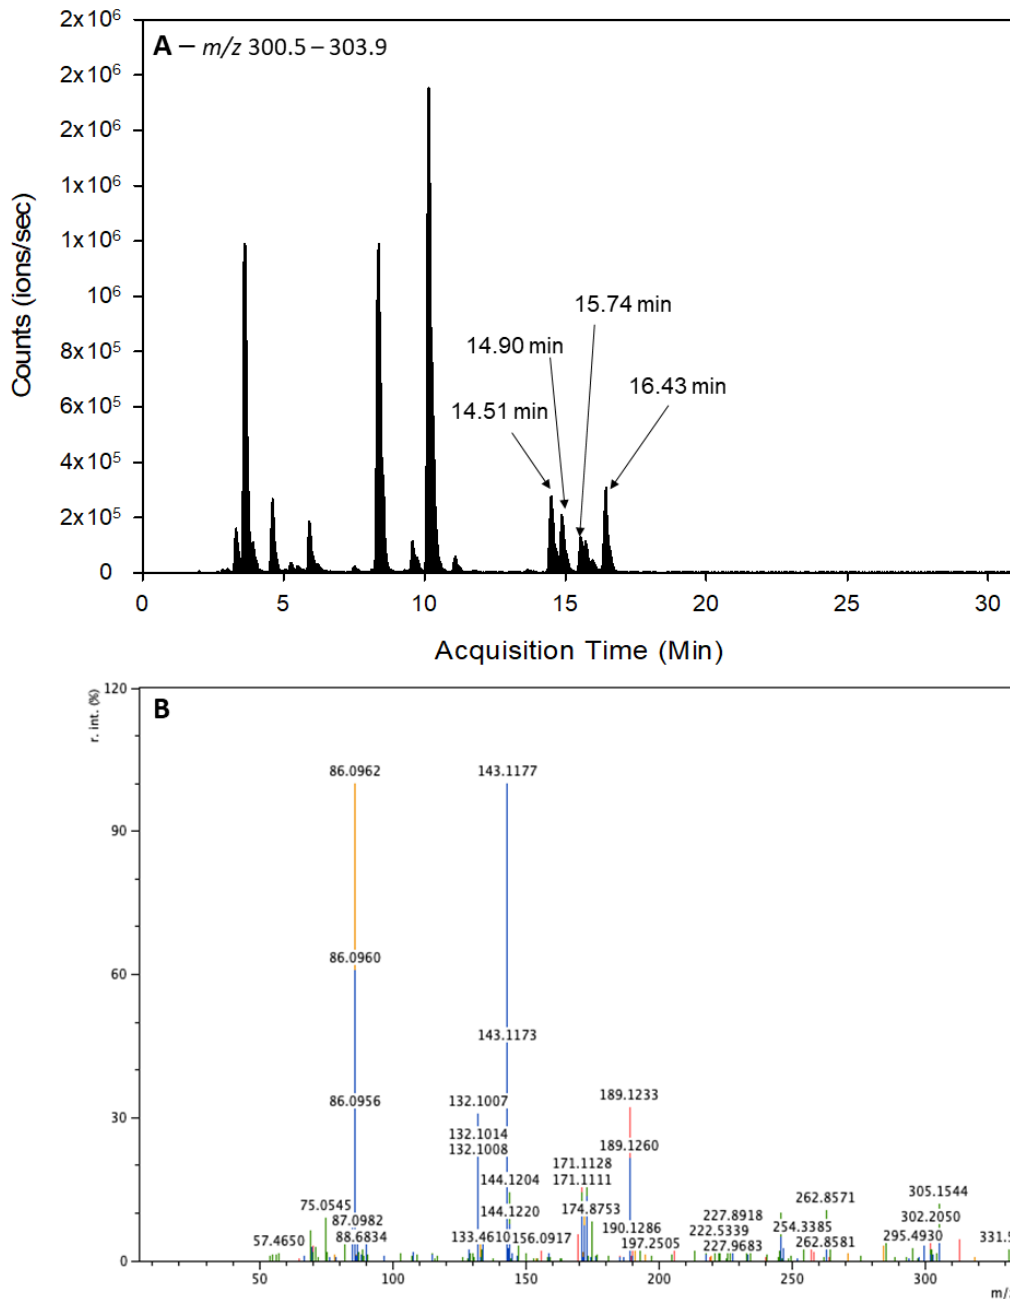 2x10⁶
A – m/z 300.5 – 303.9
2x10⁶
2x10⁶
1x10⁶
1x10⁶
10⁶
8x10⁵
6x10⁵
4x10⁵
2x10⁵
0
Counts (ions/sec)
15.74 min
14.90 min
16.43 min
14.51 min
0 5 10 15 20 25 30
Acquisition Time (Min)
120
r. int. (%)
B
86.0962
143.1177
90
86.0960
60
143.1173
86.0956
132.1007
189.1233
30
132.1014
132.1008
189.1260
171.1128
171.1111
144.1204
305.1544
75.0545
262.8571
174.8753
144.1220
87.0982
227.8918
302.2050
190.1286
222.5339
254.3385
57.4650
88.6834
133.4610
156.0917
197.2505
227.9683
262.8581
295.4930
331.5
0
50 100 150 200 250 300
m/z